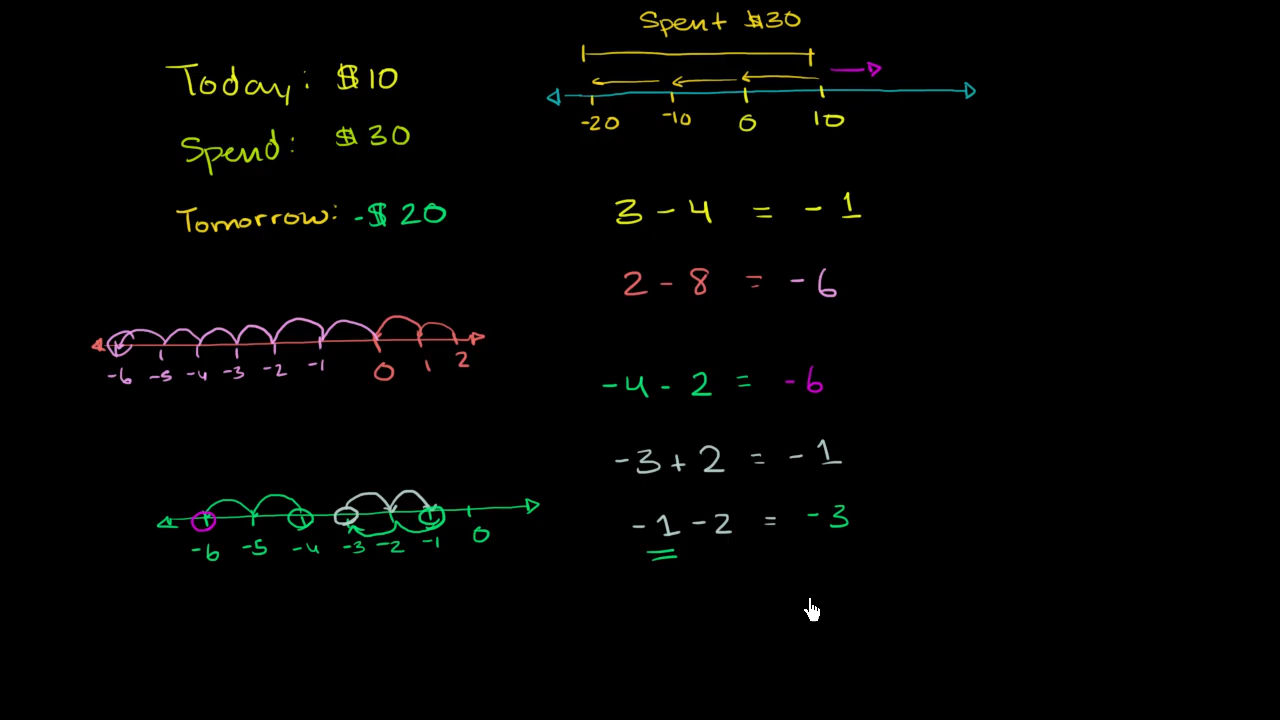 Spent $30
Today: $10
-20 -10 0 10
Spend: $30
Tomorrow: -$20
3 - 4 = -1
2 - 8 = -6
-6 -5 -4 -3 -2 -1 0 1 2
-4 - 2 = -6
-3 + 2 = -1
-1 - 2 = -3
-6 -5 -4 -3 -2 -1 0